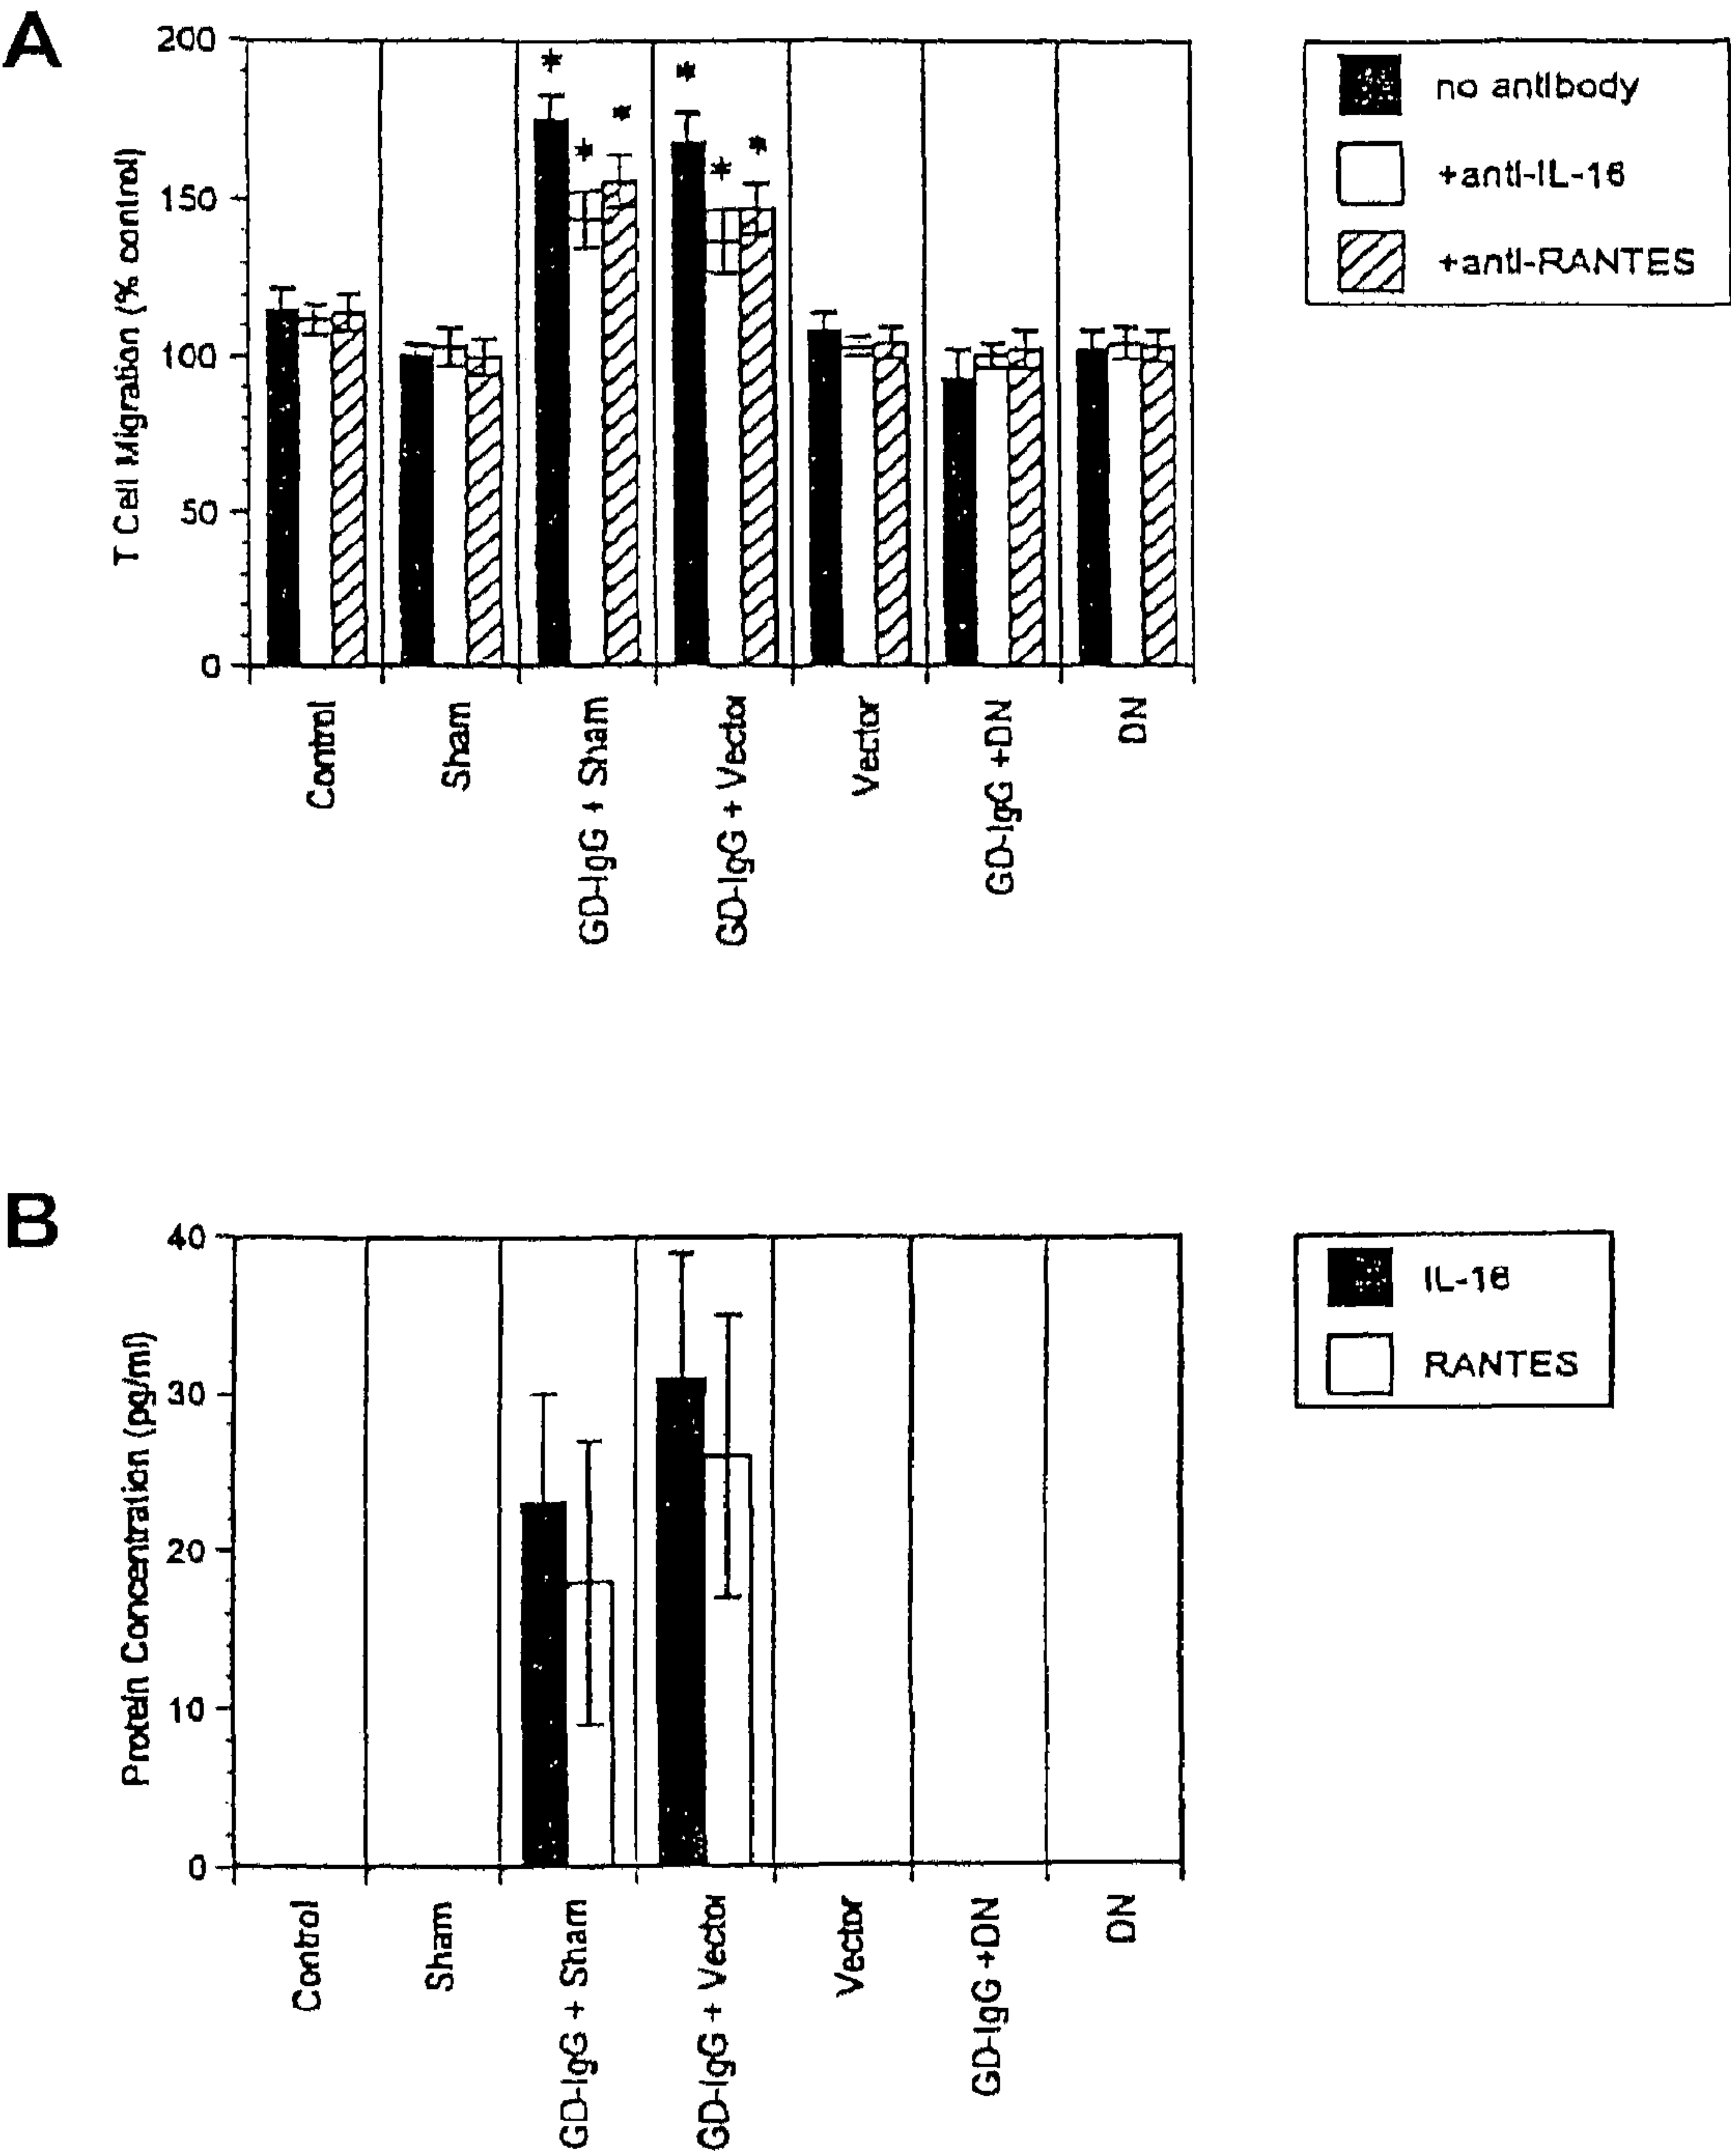 A
T Cell Migration (% control)
200
150
100
50
0
*
*
*
*
*
*
Control
Sham
GD-IgG + Sham
GD-IgG + Vector
Vector
GD-IgG +DN
DN
no antibody
+anti-IL-16
+anti-RANTES
B
Protein Concentration (pg/ml)
40
30
20
10
0
Control
Sham
GD-IgG + Sham
GD-IgG + Vector
Vector
GD-IgG +DN
DN
IL-16
RANTES